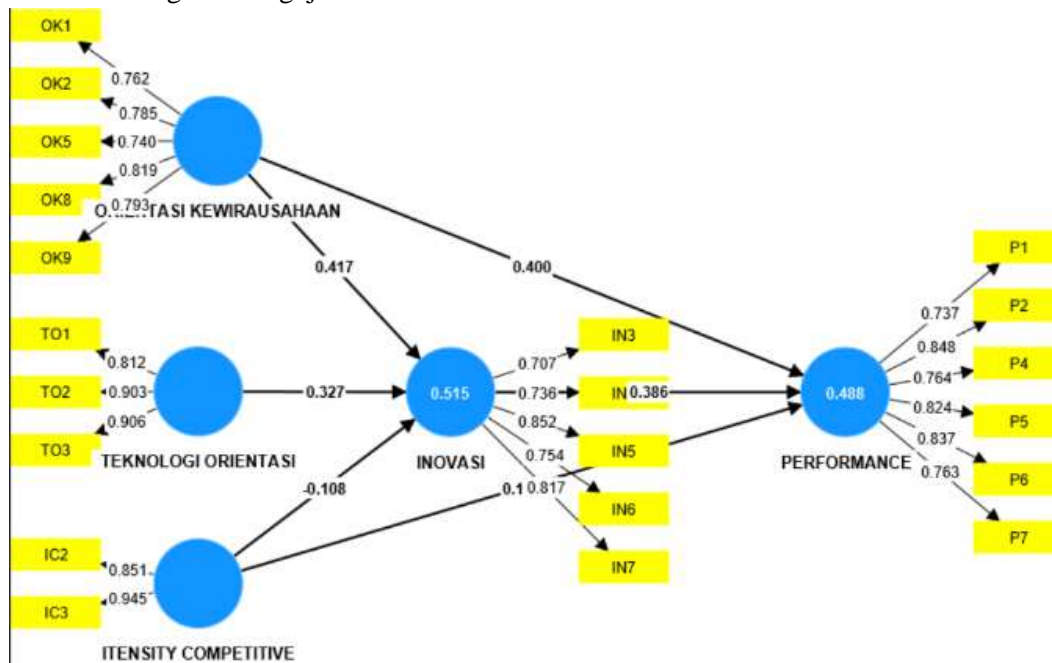 OK1
OK2
OK5
OK8
OK9
0.762
0.785
0.740
0.819
0.793
KEWIRAUSAHAAN
0.417
0.400
TO1
TO2
TO3
0.812
0.903
0.906
TEKNOLOGI ORIENTASI
0.327
-0.108
IC2
IC3
0.851
0.945
ITENSITY COMPETITIVE
0.515
INOVASI
0.707
0.736
0.852
0.754
0.817
IN3
IN
IN5
IN6
IN7
0.386
0.1
0.488
PERFORMANCE
0.737
0.848
0.764
0.824
0.837
0.763
P1
P2
P4
P5
P6
P7